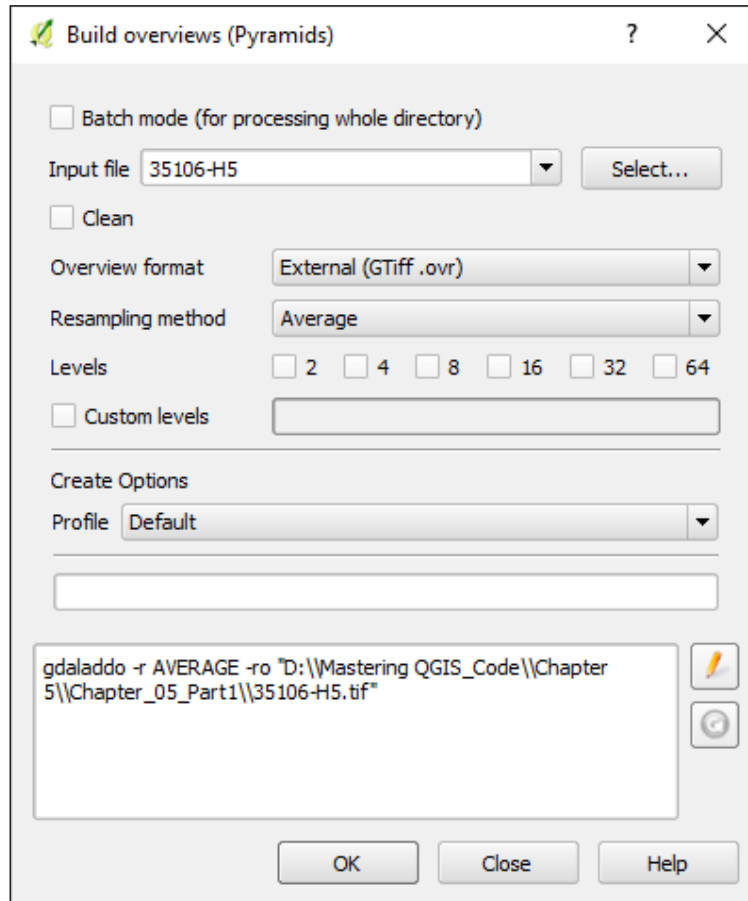 Build overviews (Pyramids) ? ×
Batch mode (for processing whole directory)
Input file 35106-H5 Select...
Clean
Overview format External (GTiff .ovr)
Resampling method Average
Levels 2 4 8 16 32 64
Custom levels
Create Options
Profile Default
gdaladdo -r AVERAGE -ro "D:\\Mastering QGIS_Code\\Chapter
5\\Chapter_05_Part1\\35106-H5.tif"
OK Close Help